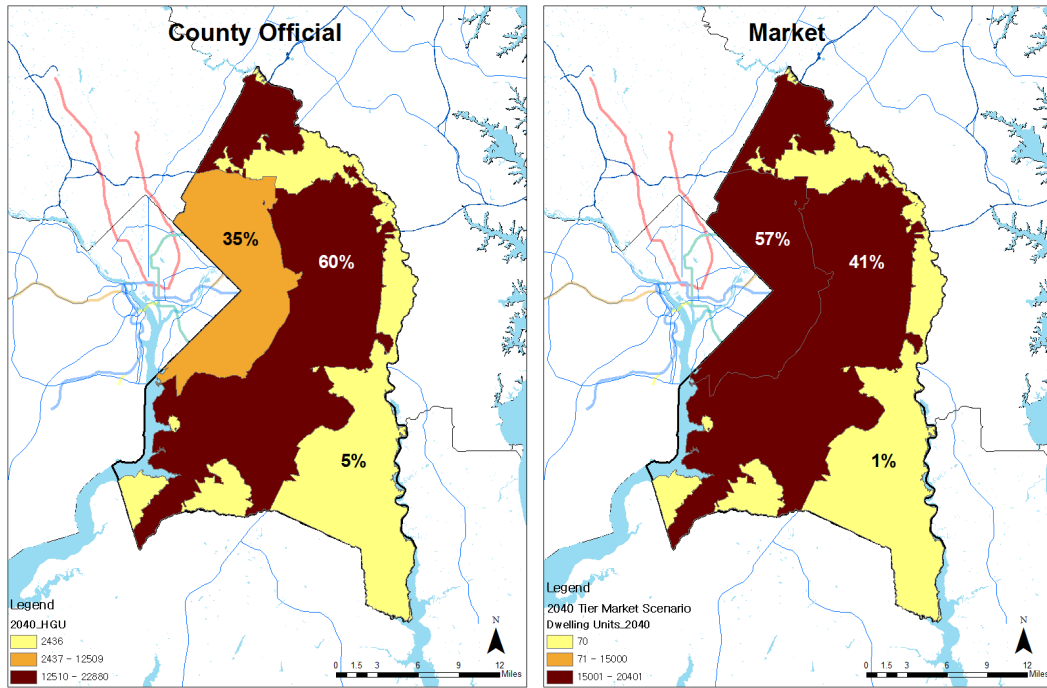 County Official
35%
60%
5%
Legend
2040_HGU
2436
2437 - 12509
12510 - 22880
N
0 1.5 3 6 9 12
Miles
Market
57%
41%
1%
Legend
2040 Tier Market Scenario
Dwelling Units_2040
70
71 - 15000
15001 - 20401
N
0 1.5 3 6 9 12
Miles